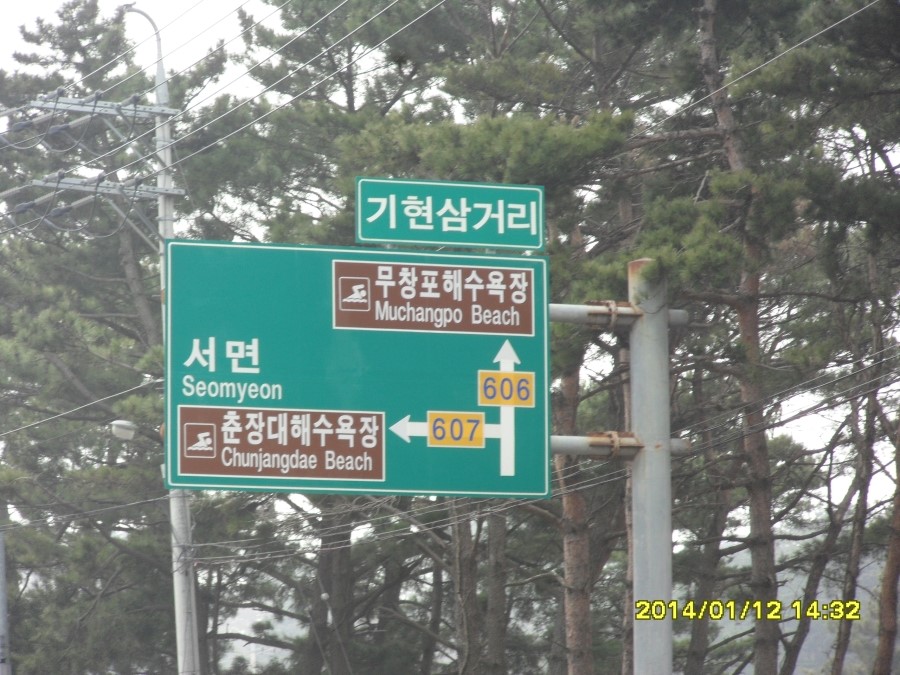 기현삼거리
무창포해수욕장
Muchangpo Beach
서면
Seomyeon
606
춘장대해수욕장
Chunjangdae Beach
607
2014/01/12 14:32